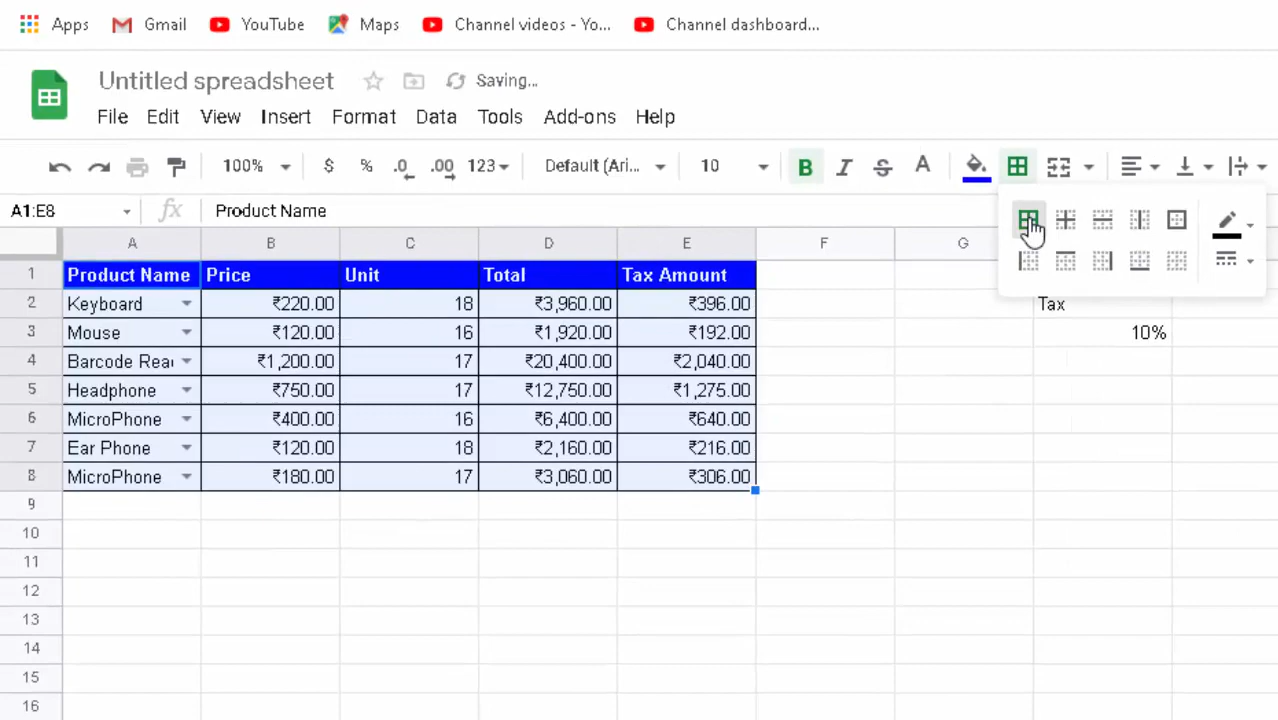 Apps Gmail YouTube Maps Channel videos - Yo... Channel dashboard...
Untitled spreadsheet Saving...
File Edit View Insert Format Data Tools Add-ons Help
100% $ % .0 .00 123 Default (Ari... 10 B I S A
A1:E8 fx Product Name
A B C D E F G
1 Product Name Price Unit Total Tax Amount
2 Keyboard ₹220.00 18 ₹3,960.00 ₹396.00 Tax
3 Mouse ₹120.00 16 ₹1,920.00 ₹192.00 10%
4 Barcode Rea ₹1,200.00 17 ₹20,400.00 ₹2,040.00
5 Headphone ₹750.00 17 ₹12,750.00 ₹1,275.00
6 MicroPhone ₹400.00 16 ₹6,400.00 ₹640.00
7 Ear Phone ₹120.00 18 ₹2,160.00 ₹216.00
8 MicroPhone ₹180.00 17 ₹3,060.00 ₹306.00
9
10
11
12
13
14
15
16